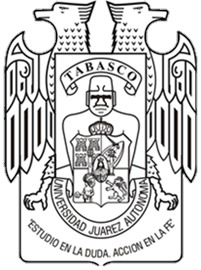 TABASCO
UNIVERSIDAD JUAREZ AUTONOMA
"ESTUDIO EN LA DUDA. ACCION EN LA FE"